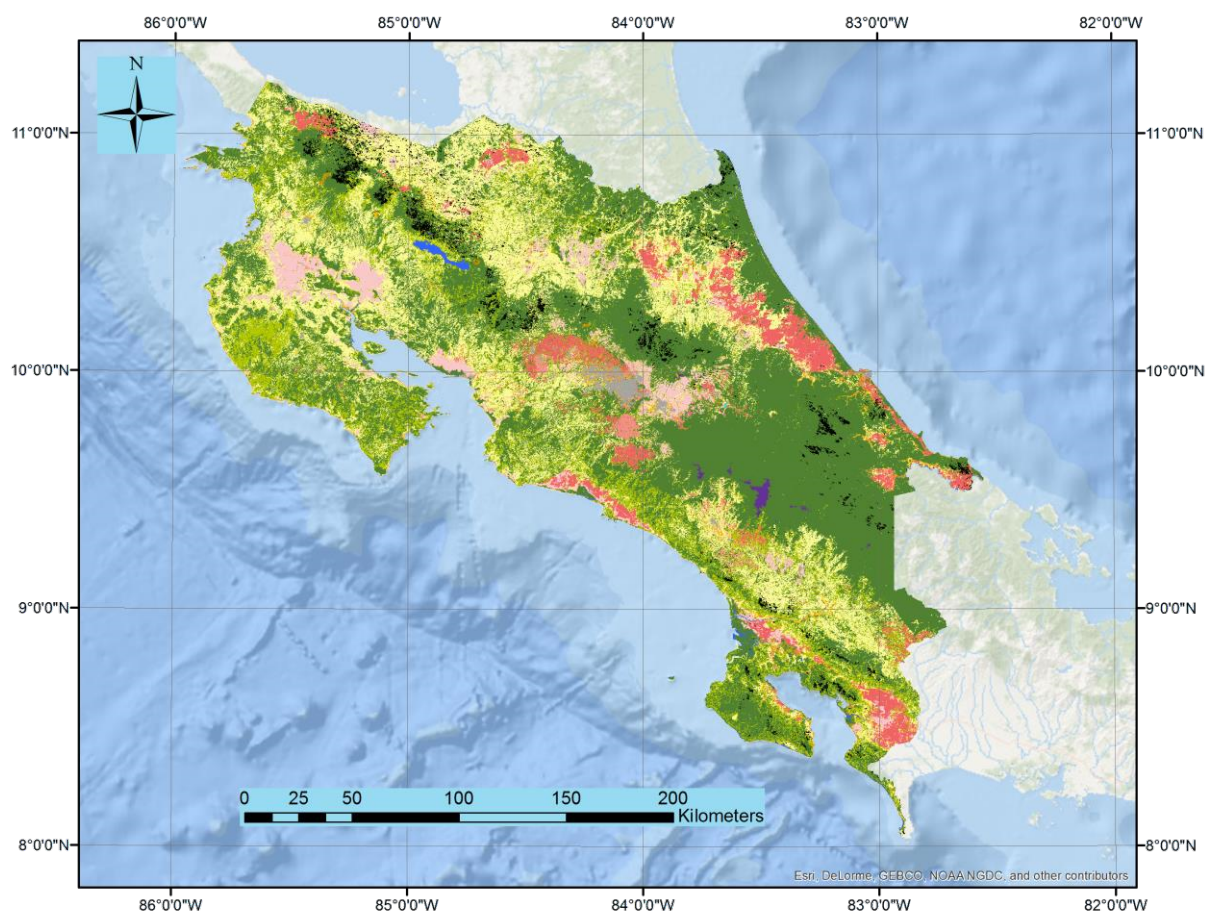 86°0'0"W 85°0'0"W 84°0'0"W 83°0'0"W 82°0'0"W
N
11°0'0"N 11°0'0"N
10°0'0"N 10°0'0"N
9°0'0"N 9°0'0"N
0 25 50 100 150 200
Kilometers
8°0'0"N 8°0'0"N
Esri, DeLorme, GEBCO, NOAA NGDC, and other contributors
86°0'0"W 85°0'0"W 84°0'0"W 83°0'0"W 82°0'0"W